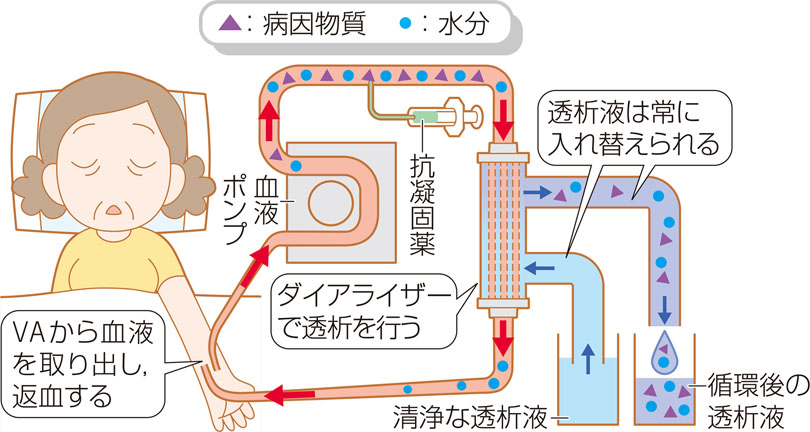 ▲：病因物質　●：水分
透析液は常に
入れ替えられる
抗凝固薬
血液
ポンプ
ダイアライザー
で透析を行う
VAから血液
を取り出し，
返血する
清浄な透析液
循環後の
透析液